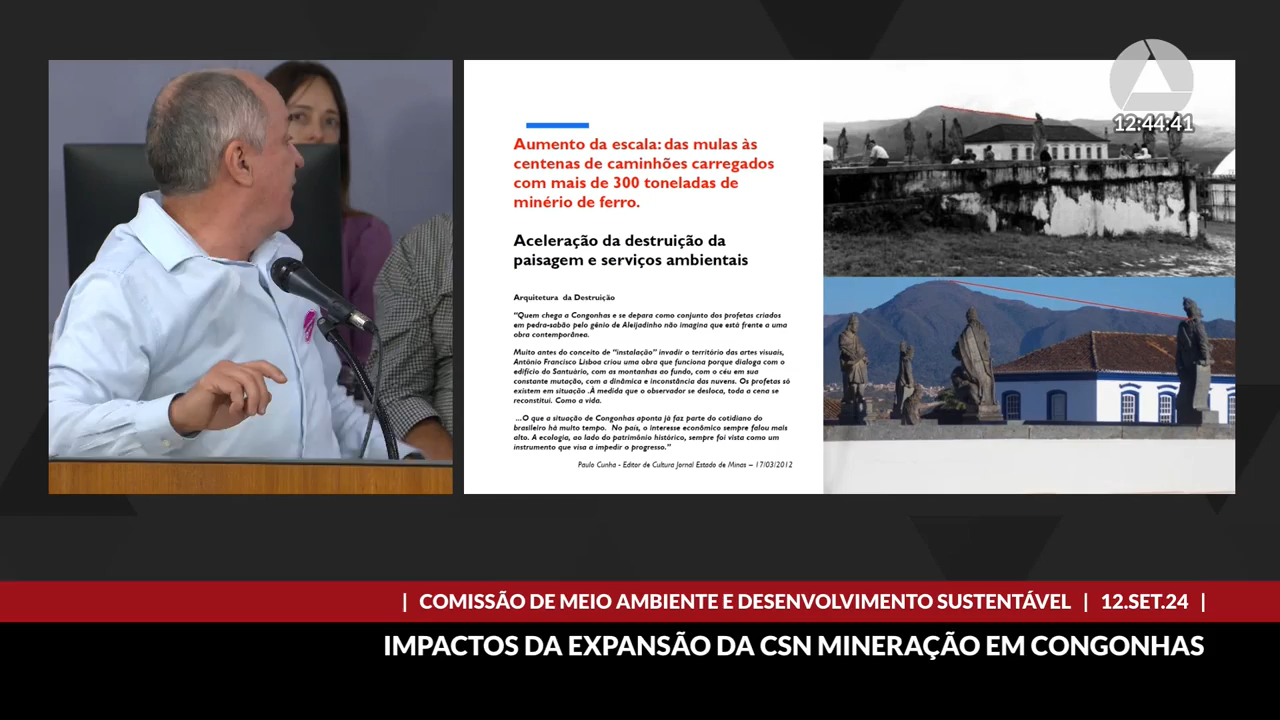 12:44:41
Aumento da escala: das mulas às
centenas de caminhões carregados
com mais de 300 toneladas de
minério de ferro.
Aceleração da destruição da
paisagem e serviços ambientais
Arquitetura da Destruição
"Quem chega a Congonhas e se depara como conjunto dos profetas criados
em pedra-sabão pelo gênio de Aleijadinho não imagina que está frente a uma
obra contemporânea.
Muito antes do conceito de "instalação" invadir o território das artes visuais,
Antônio Francisco Lisboa criou uma obra que funciona porque dialoga com o
edifício do Santuário, com as montanhas ao fundo, com o céu em sua
constante mutação, com a dinâmica e inconstância das nuvens. Os profetas só
existem em situação .À medida que o observador se desloca, toda a cena se
reconstitui. Como a vida.
...O que a situação de Congonhas aponta já faz parte do cotidiano do
brasileiro há muito tempo. No país, o interesse econômico sempre falou mais
alto. A ecologia, ao lado do patrimônio histórico, sempre foi vista como um
instrumento que visa a impedir o progresso."
Paulo Cunha - Editor de Cultura Jornal Estado de Minas – 17/03/2012
| COMISSÃO DE MEIO AMBIENTE E DESENVOLVIMENTO SUSTENTÁVEL | 12.SET.24 |
IMPACTOS DA EXPANSÃO DA CSN MINERAÇÃO EM CONGONHAS